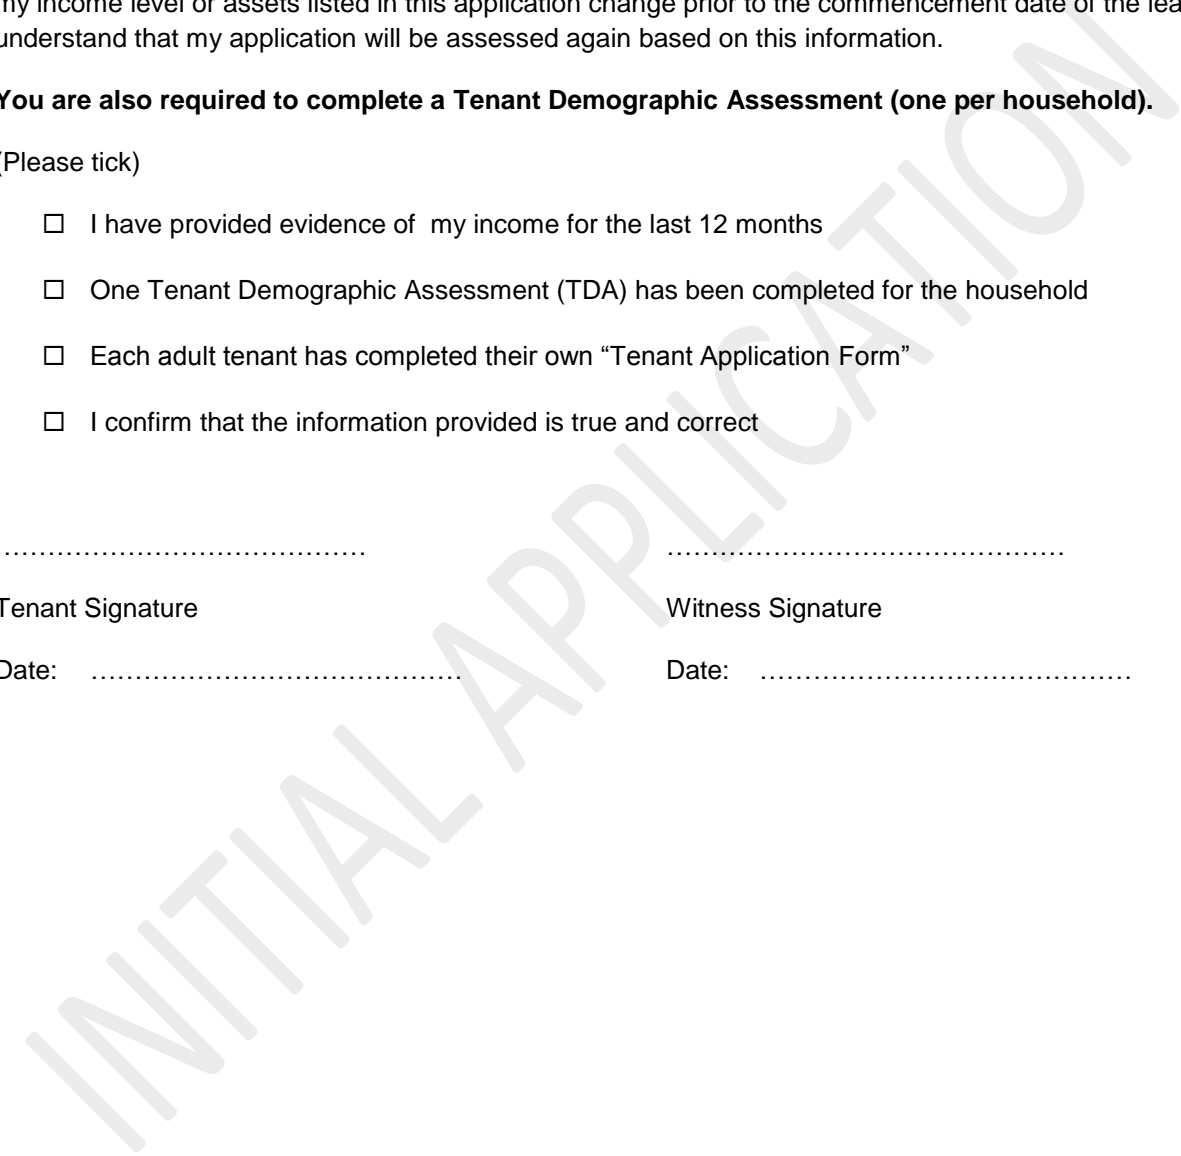 my income level or assets listed in this application change prior to the commencement date of the
understand that my application will be assessed again based on this information.
You are also required to complete a Tenant Demographic Assessment (one per household).
(Please tick)
☐ I have provided evidence of my income for the last 12 months
☐ One Tenant Demographic Assessment (TDA) has been completed for the household
☐ Each adult tenant has completed their own “Tenant Application Form”
☐ I confirm that the information provided is true and correct
…………………………………… ………………………………………
Tenant Signature Witness Signature
Date: …………………………………… Date: ……………………………………
INITIAL APPLICATION